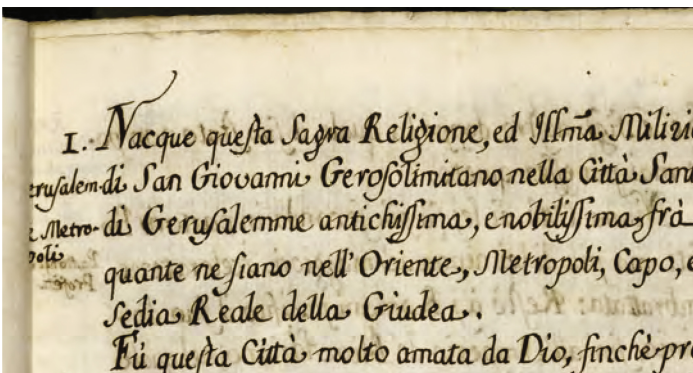 1. Nacque questa Sagra Religione, ed Illma Milizi
di San Giovanni Gerosolimitano nella Città San
di Gerusalemme antichissima, e nobilissima frà
quante ne siano nell'Oriente, Metropoli, Capo, e
Sedia Reale della Giudea.
Fù questa Città molto amata da Dio, finchè pr
erusalem
e Metro-
poli